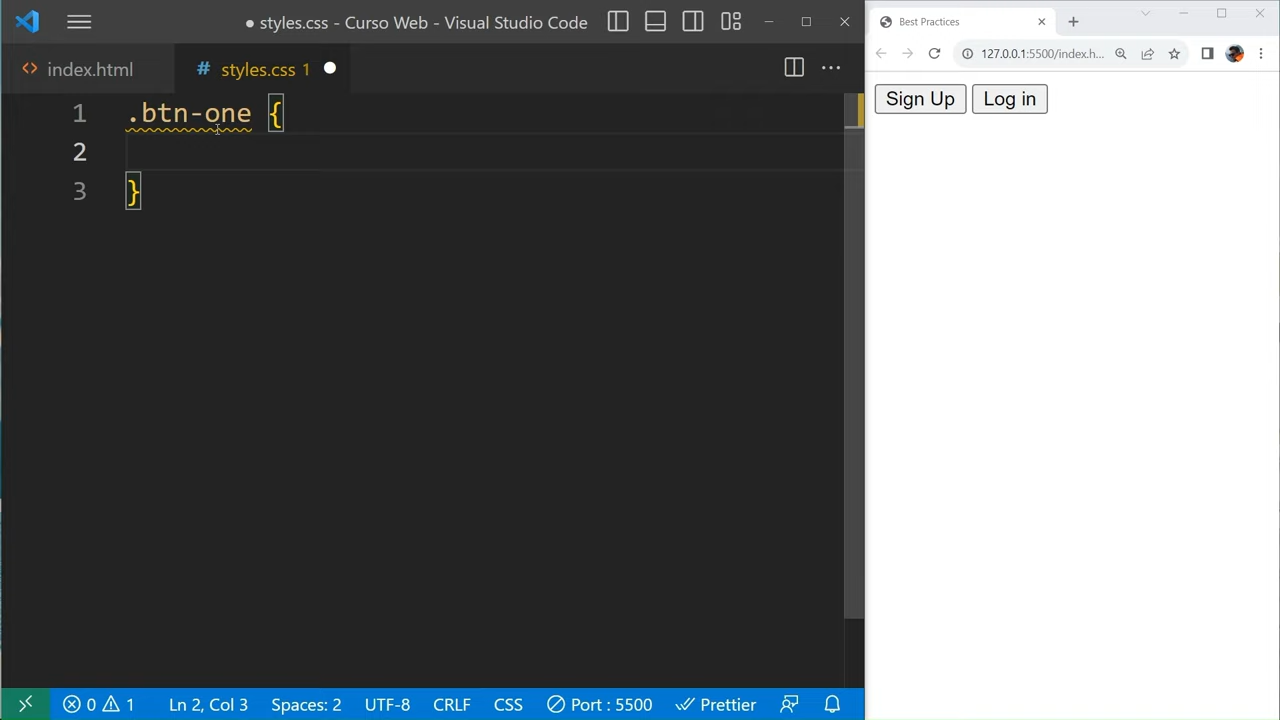 ● styles.css - Curso Web - Visual Studio Code
index.html
# styles.css 1
1 .btn-one {
2
3 }
0 1 Ln 2, Col 3 Spaces: 2 UTF-8 CRLF CSS Port : 5500 Prettier
Best Practices
127.0.0.1:5500/index.h...
Sign Up Log in